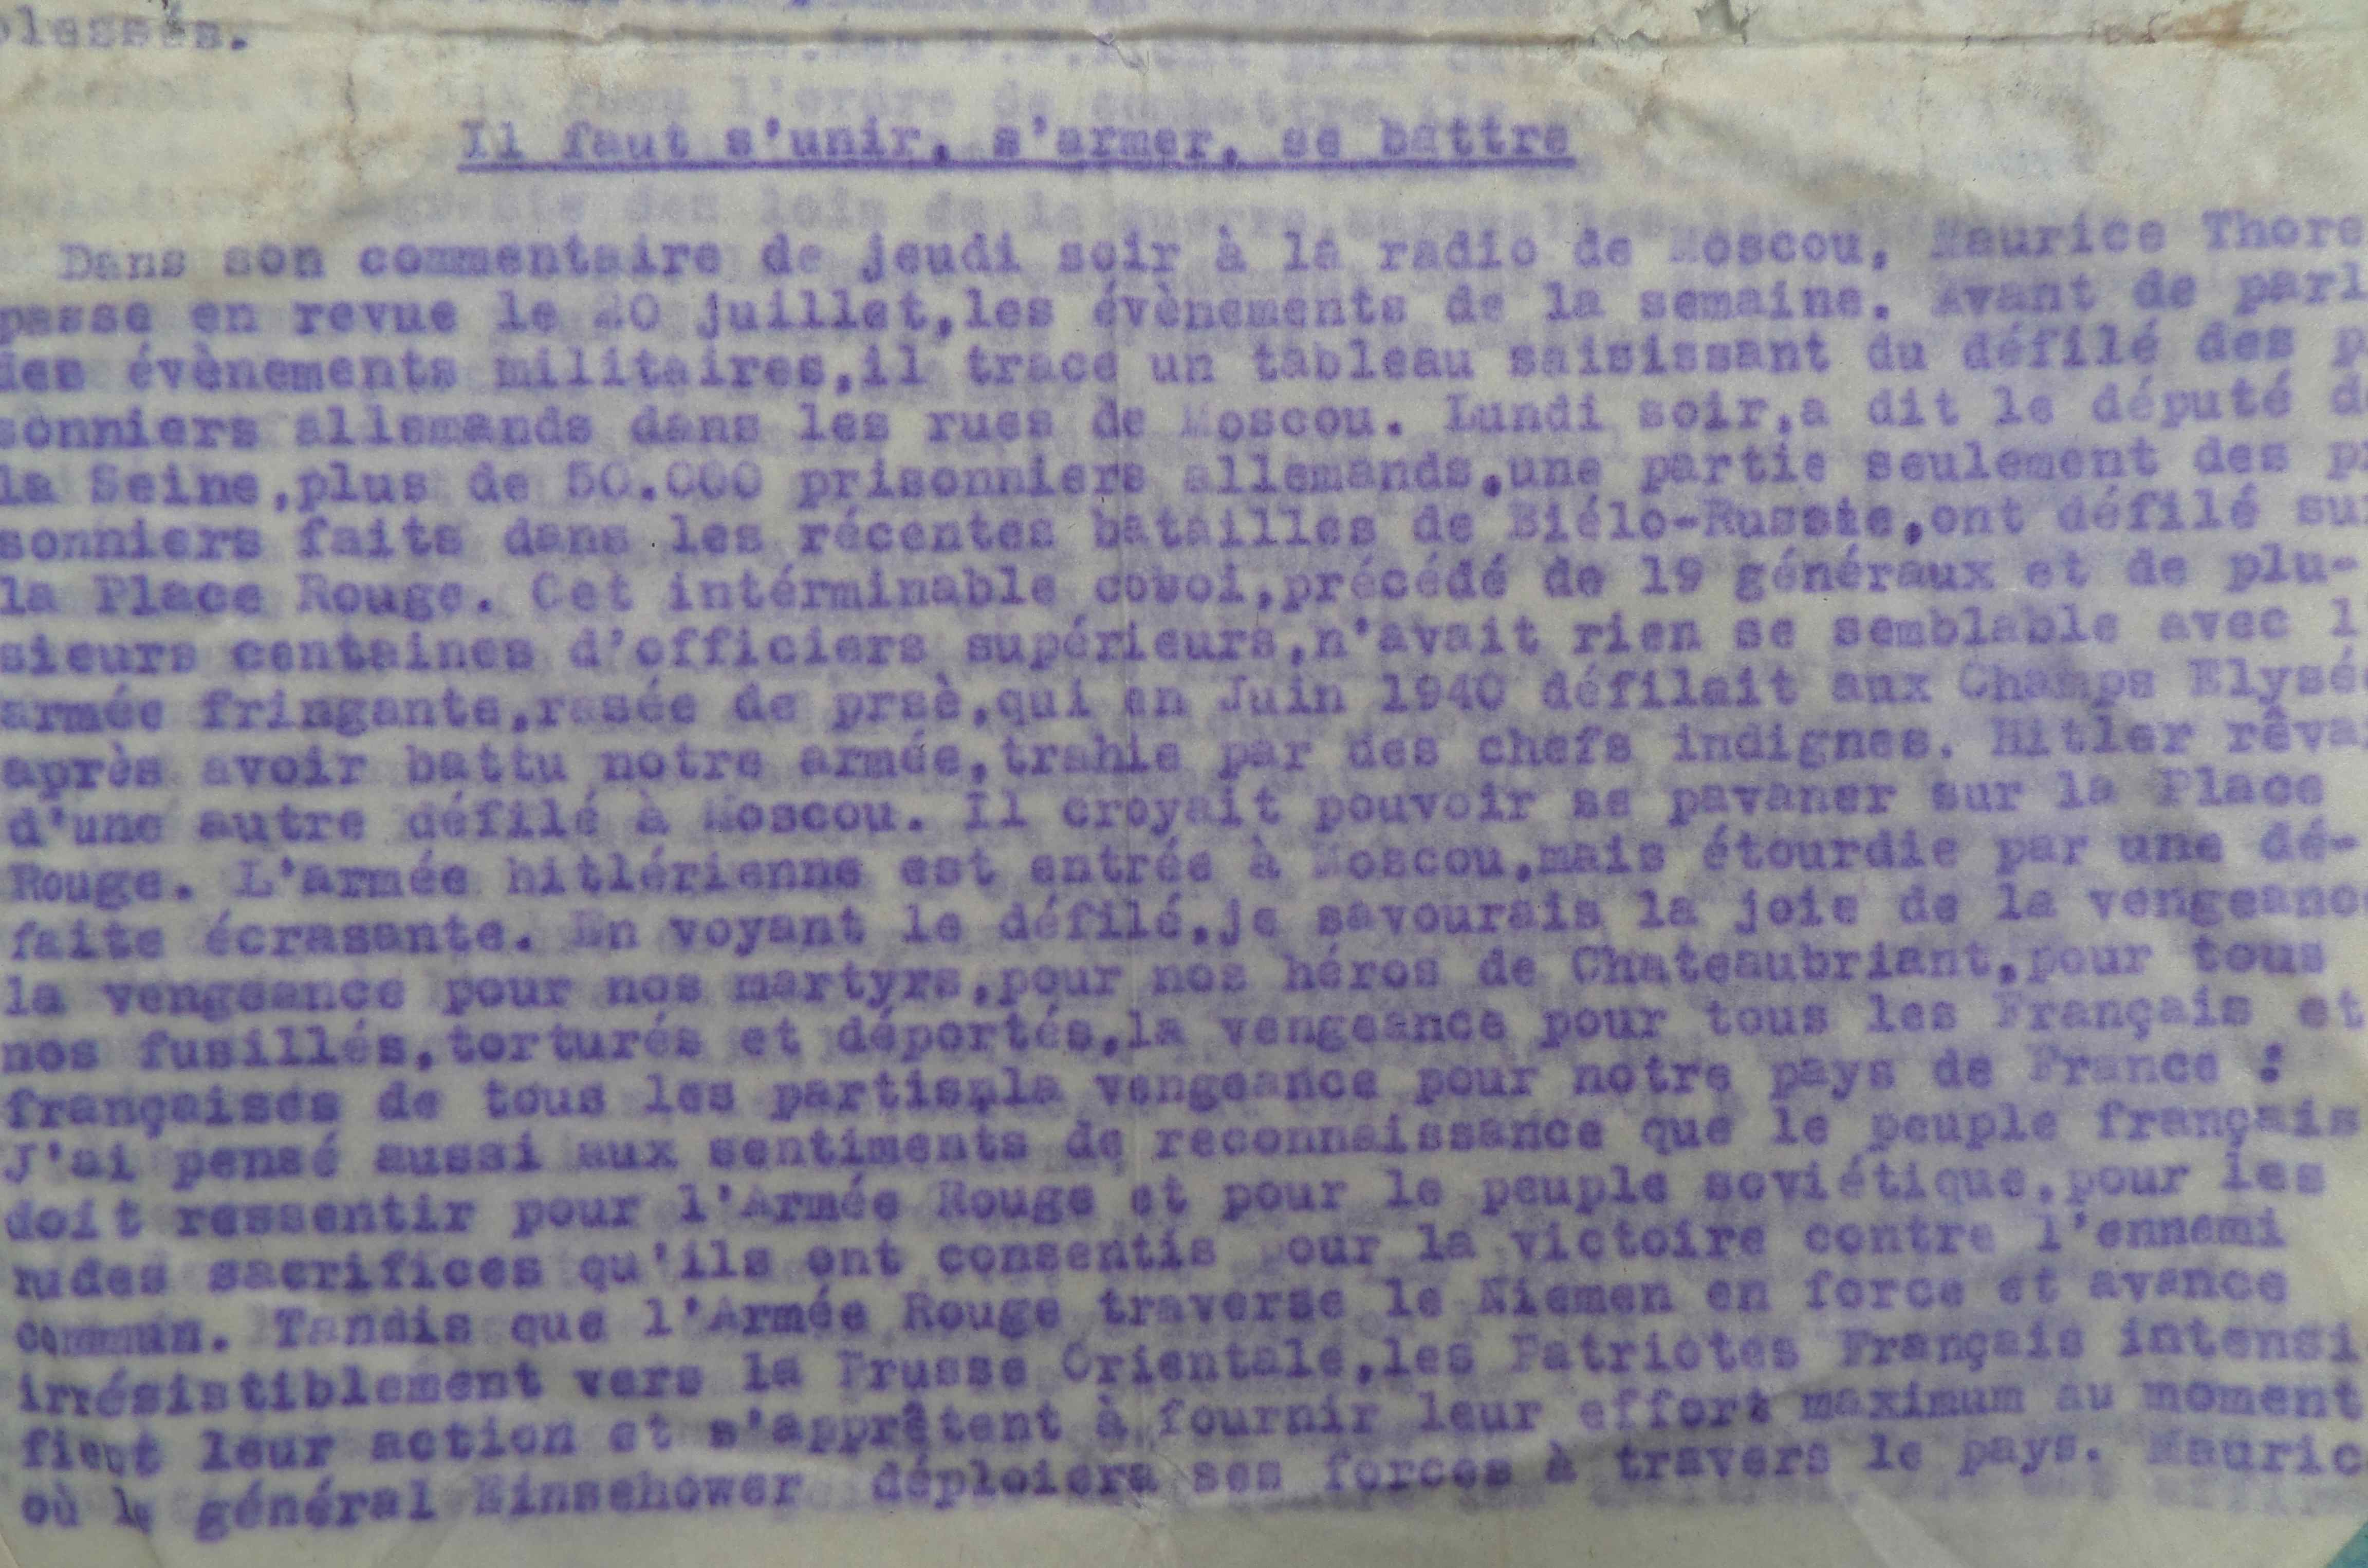 blessés.
Il faut s'unir, s'armer, se battre
Dans son commentaire de jeudi soir à la radio de Moscou, Maurice Thore
passe en revue le 20 juillet,les évènements de la semaine. Avant de parl
des évènements militaires,il trace un tableau saisissant du défilé des p
sonniers allemands dans les rues de Moscou. Lundi soir,a dit le député d
la Seine,plus de 50.000 prisonniers allemands,une partie seulement des p
sonniers faits dans les récentes batailles de Biélo-Russie,ont défilé sur
la Place Rouge. Cet intérminable covoi,précédé de 19 généraux et de plu-
sieurs centaines d'officiers supérieurs,n'avait rien se semblable avec l'
armée fringante,rasée de prsè,qui en Juin 1940 défilait aux Champs Elysé
après avoir battu notre armée,trahie par des chefs indignes. Hitler rêva
d'une autre défilé à Moscou. Il croyait pouvoir se pavaner sur la Place
Rouge. L'armée hitlérienne est entrée à Moscou,mais étourdie par une dé-
faite écrasante. En voyant le défilé,je savourais la joie de la vengeanc
la vengeance pour nos martyrs,pour nos héros de Chateaubriant,pour tous
nos fusillés,torturés et déportés,la vengeance pour tous les Français et
françaises de tous les partis,la vengeance pour notre pays de France :
J'ai pensé aussi aux sentiments de reconnaissance que le peuple français
doit ressentir pour l'Armée Rouge et pour le peuple soviétique,pour les
rudes sacrifices qu'ils ont consentis pour la victoire contre l'ennemi
commun. Tandis que l'Armée Rouge traverse le Niemen en force et avance
irrésistiblement vers la Prusse Orientale,les Patriotes Français intensi
fient leur action et s'apprêtent à fournir leur effort maximum au moment
où le général Einsehower déploiera ses forces à travers le pays. Mauric